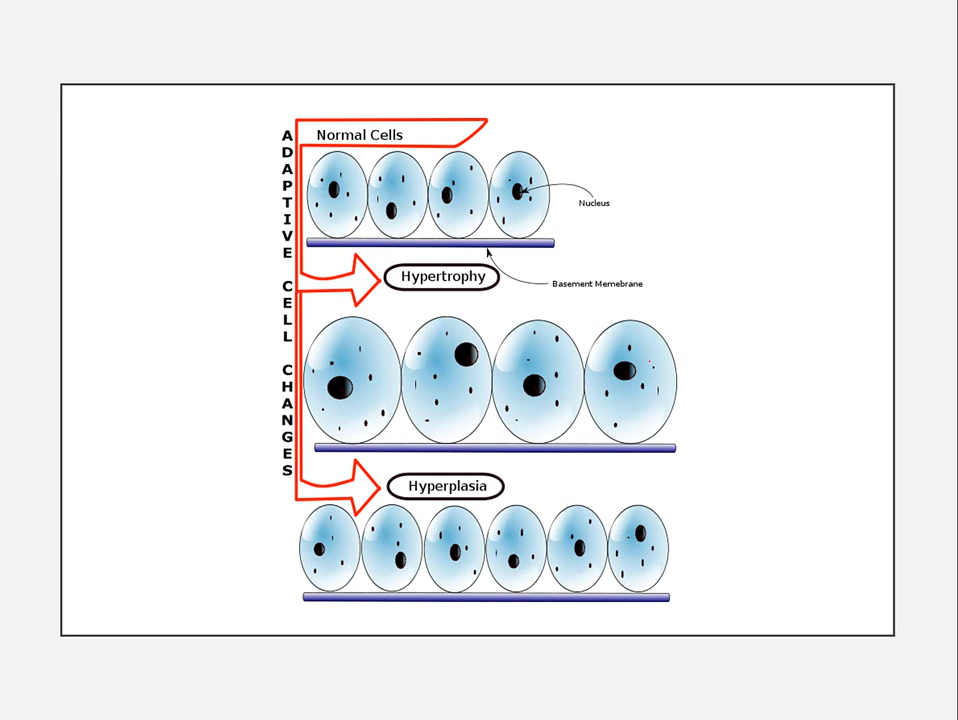 ADAPTIVE CELL CHANGES
Normal Cells
Nucleus
Hypertrophy
Basement Memebrane
Hyperplasia